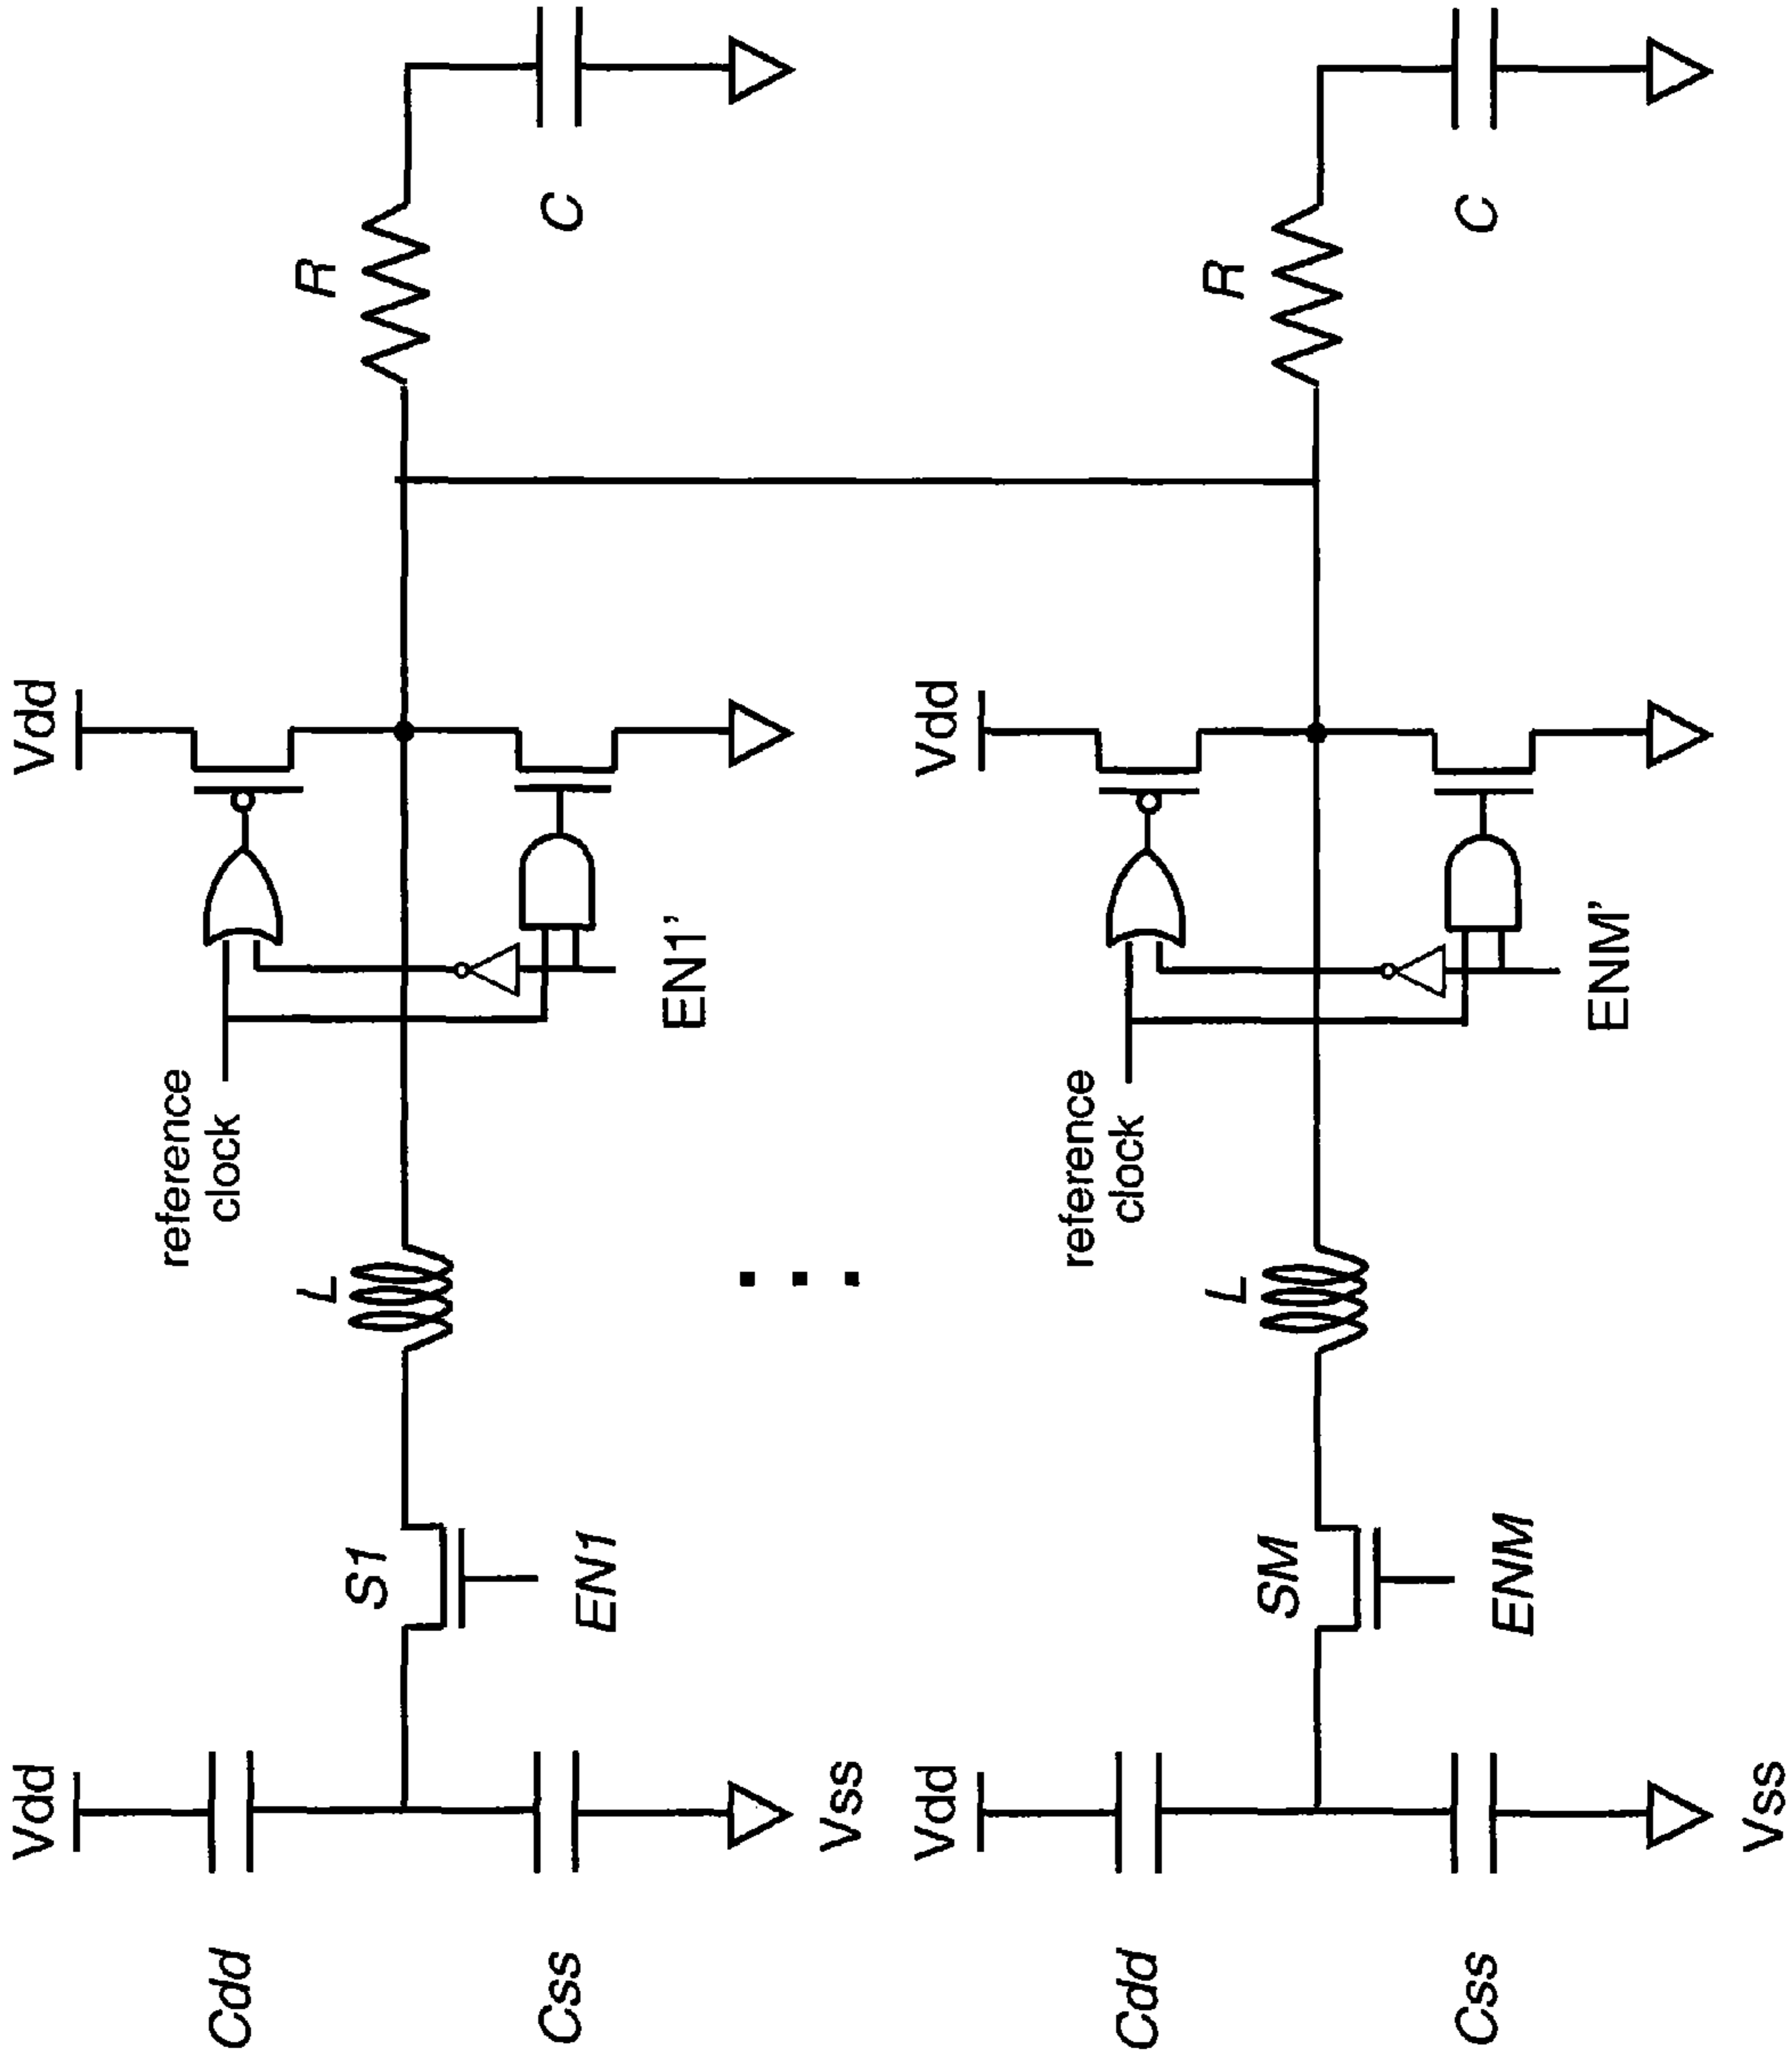 Vdd
Vdd
reference
clock
Cdd
L
R
S1
Css
EN1
C
EN1’
Vss
Vdd
Vdd
reference
clock
Cdd
L
R
SM
Css
ENM
C
ENM’
Vss